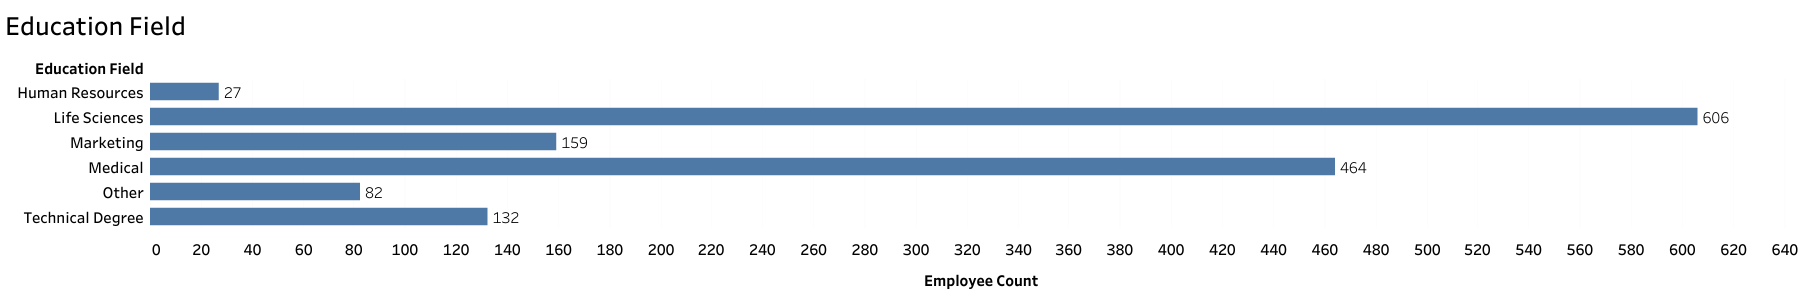 Education Field
Education Field
Human Resources 27
Life Sciences 606
Marketing 159
Medical 464
Other 82
Technical Degree 132
0 20 40 60 80 100 120 140 160 180 200 220 240 260 280 300 320 340 360 380 400 420 440 460 480 500 520 540 560 580 600 620 640
Employee Count